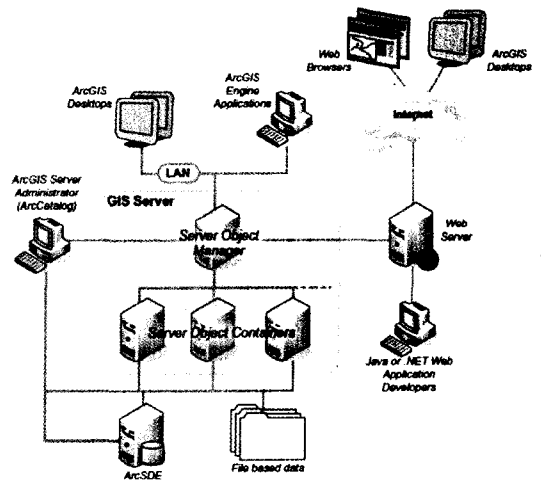 Web
Browsers
ArcGIS
Desktops
ArcGIS
Desktops
ArcGIS
Engine
Applications
Internet
LAN
ArcGIS Server
Administrator
(ArcCatalog)
GIS Server
Server Object
Manager
Web
Server
Server Object Containers
Java or .NET Web
Application
Developers
ArcSDE
File based data